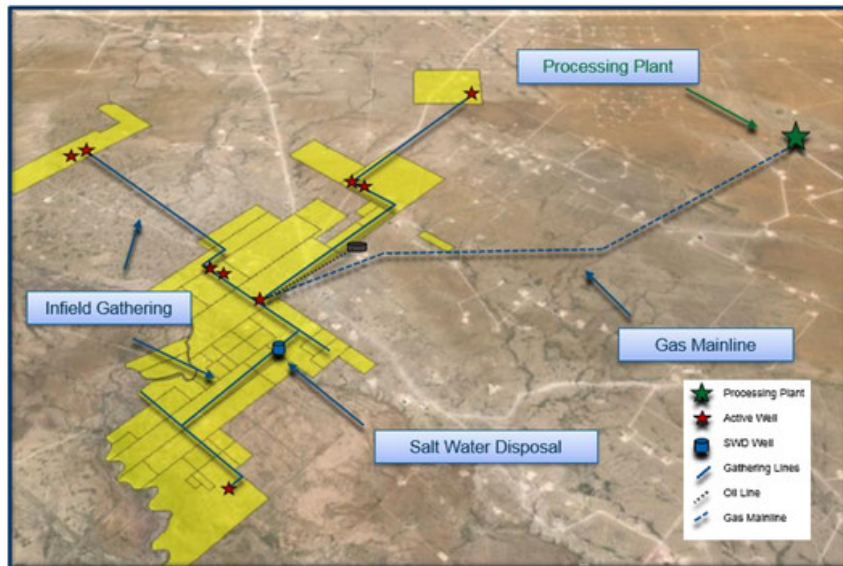 Processing Plant
Infield Gathering
Gas Mainline
Salt Water Disposal
Processing Plant
Active Well
SWD Well
Gathering Lines
Oil Line
Gas Mainline